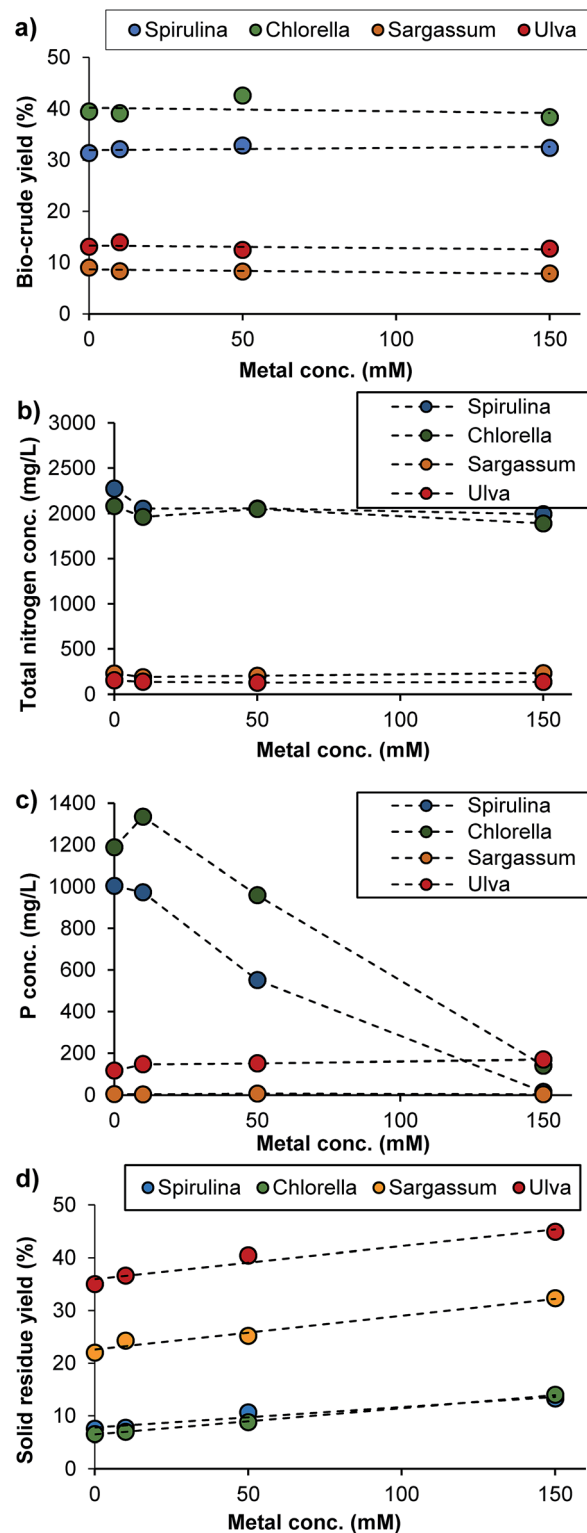 a)
Spirulina Chlorella Sargassum Ulva
Bio-crude yield (%)
50
40
30
20
10
0
0 50 100 150
Metal conc. (mM)
b)
Spirulina
Chlorella
Sargassum
Ulva
Total nitrogen conc. (mg/L)
3000
2500
2000
1500
1000
500
0
0 50 100 150
Metal conc. (mM)
c)
Spirulina
Chlorella
Sargassum
Ulva
P conc. (mg/L)
1400
1200
1000
800
600
400
200
0
0 50 100 150
Metal conc. (mM)
d)
Spirulina Chlorella Sargassum Ulva
Solid residue yield (%)
50
40
30
20
10
0
0 50 100 150
Metal conc. (mM)